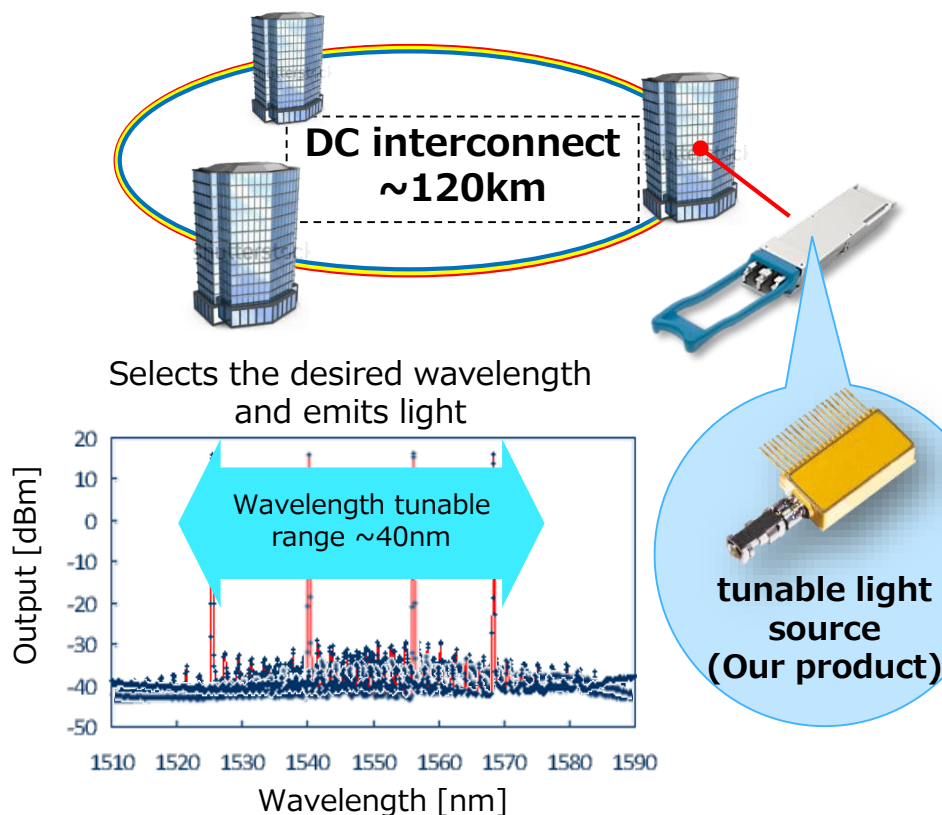 DC interconnect
~120km
Selects the desired wavelength
and emits light
Output [dBm]
20
10
0
-10
-20
-30
-40
-50
Wavelength tunable
range ~40nm
1510 1520 1530 1540 1550 1560 1570 1580 1590
Wavelength [nm]
tunable light
source
(Our product)